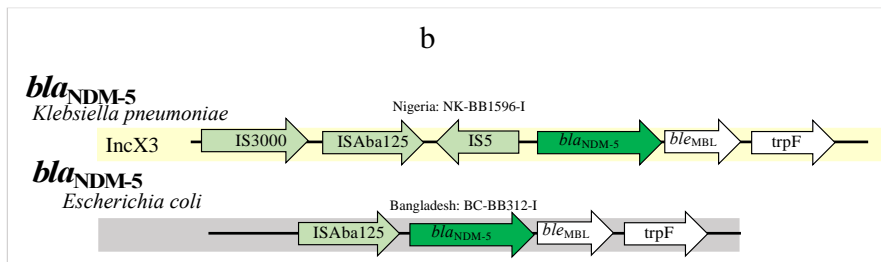 b
blaNDM-5
Klebsiella pneumoniae
Nigeria: NK-BB1596-I
IncX3 IS3000 ISAba125 IS5 blaNDM-5 bleMBL trpF
blaNDM-5
Escherichia coli
Bangladesh: BC-BB312-I
ISAba125 blaNDM-5 bleMBL trpF